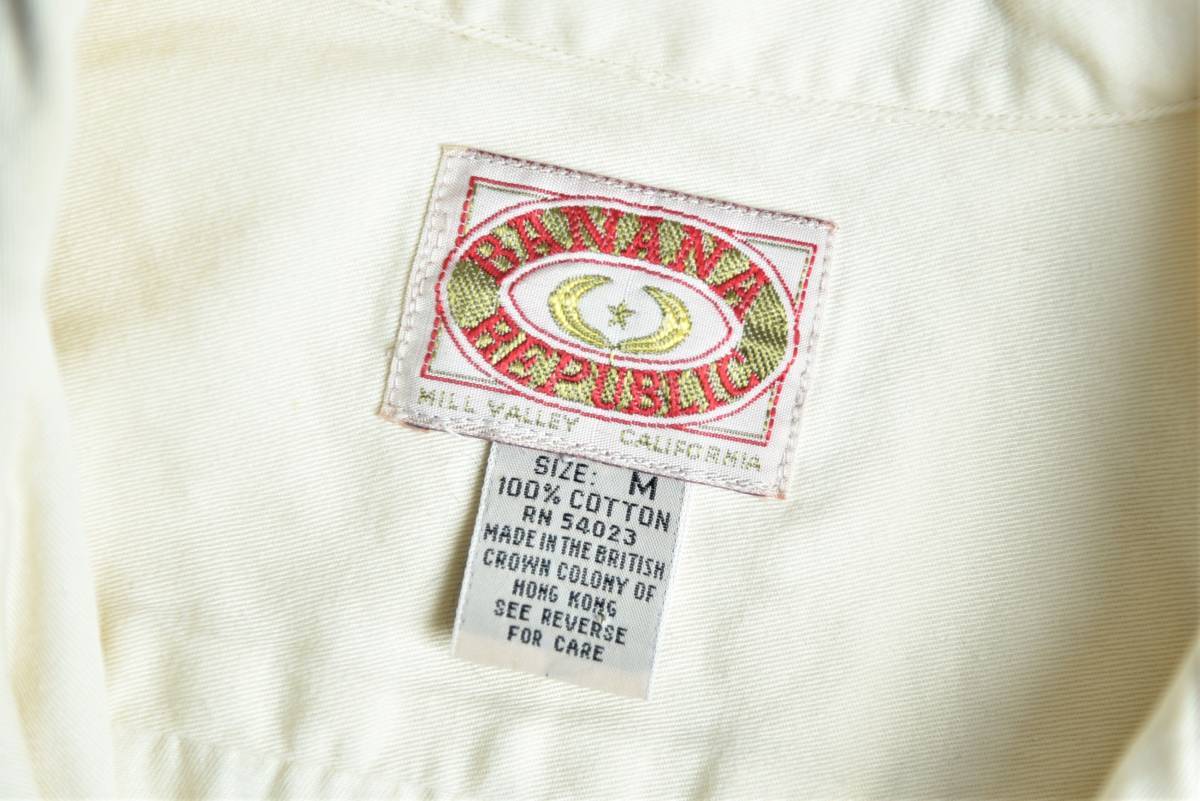 BANANA
REPUBLIC
MILL VALLEY CALIFORNIA
SIZE: M
100% COTTON
RN 54023
MADE IN THE BRITISH
CROWN COLONY OF
HONG KONG
SEE REVERSE
FOR CARE